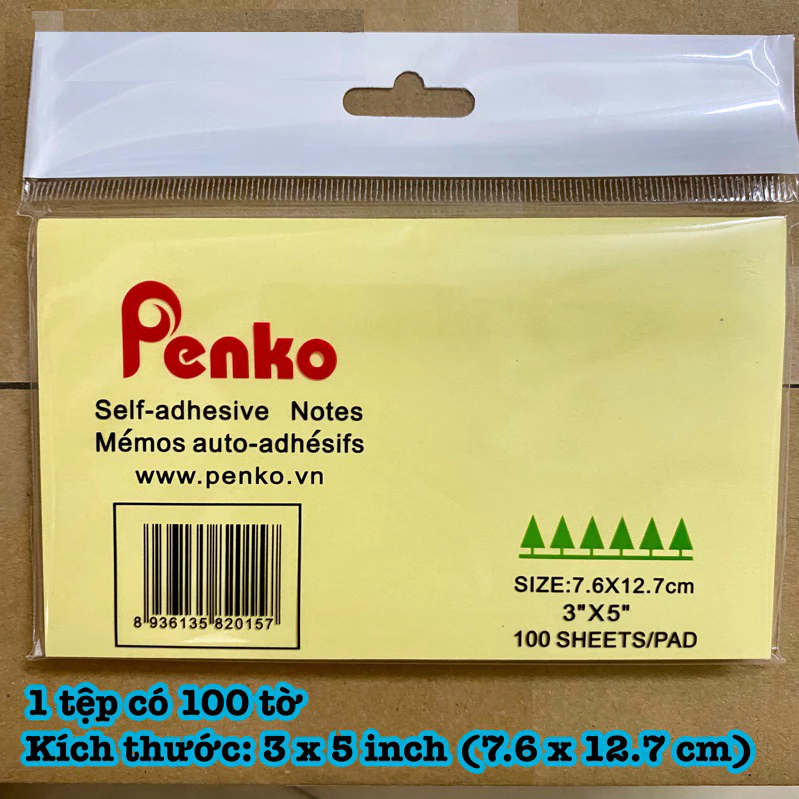 Penko
Self-adhesive Notes
Mémos auto-adhésifs
www.penko.vn
8 936135 820157
SIZE:7.6X12.7cm
3"X5"
100 SHEETS/PAD
1 tệp có 100 tờ
Kích thước: 3 x 5 inch (7.6 x 12.7 cm)